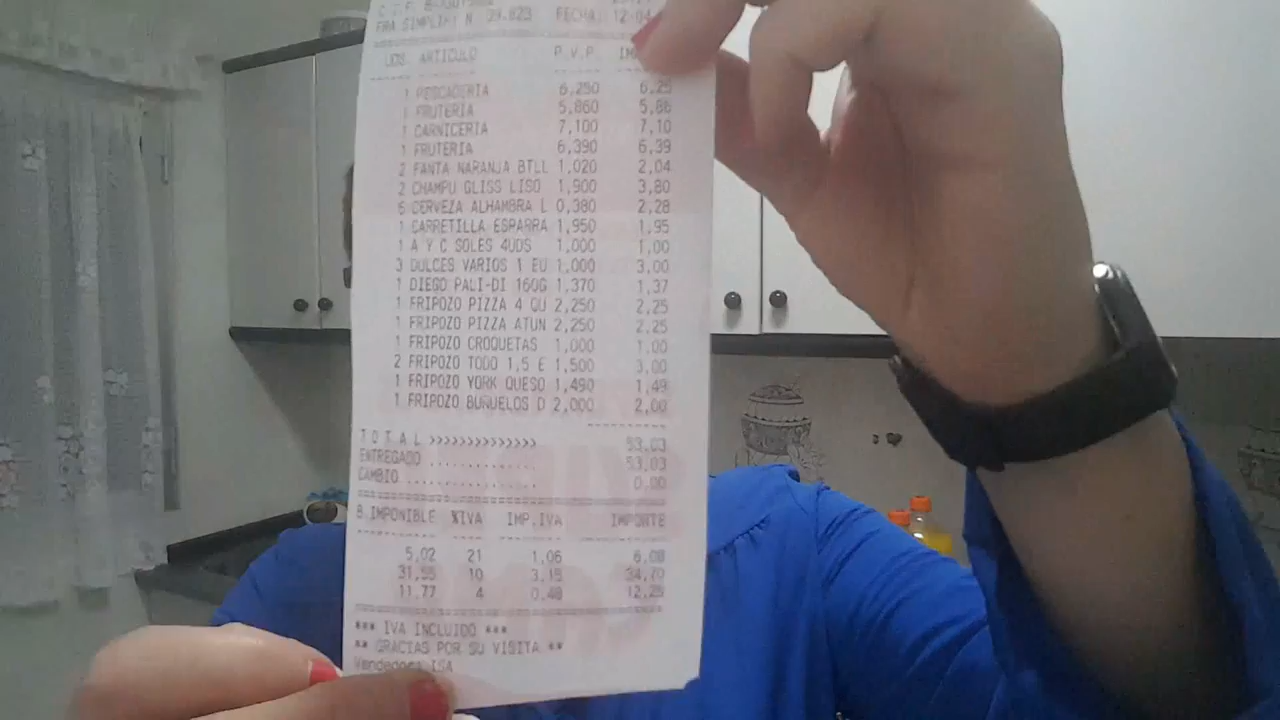 FRA SIMPLIF: N 29.823 FECHA: 12-04
UDS. ARTICULO P.V.P. IM
1 PESCADERIA 6,250 6,25
1 FRUTERIA 5,860 5,86
1 CARNICERIA 7,100 7,10
1 FRUTERIA 6,390 6,39
2 FANTA NARANJA BTLL 1,020 2,04
2 CHAMPU GLISS LISO 1,900 3,80
6 CERVEZA ALHAMBRA L 0,380 2,28
1 CARRETILLA ESPARRA 1,950 1,95
1 A Y C SOLES 4UDS 1,000 1,00
3 DULCES VARIOS 1 EU 1,000 3,00
1 DIEGO PALI-DI 160G 1,370 1,37
1 FRIPOZO PIZZA 4 QU 2,250 2,25
1 FRIPOZO PIZZA ATUN 2,250 2,25
1 FRIPOZO CROQUETAS 1,000 1,00
2 FRIPOZO TODO 1,5 E 1,500 3,00
1 FRIPOZO YORK QUESO 1,490 1,49
1 FRIPOZO BUÑUELOS D 2,000 2,00
T O T A L >>>>>>>>>>>>>>> 53,03
ENTREGADO .............. 53,03
CAMBIO ................. 0,00
B.IMPONIBLE %IVA IMP.IVA IMPORTE
5,02 21 1,06 6,08
31,55 10 3,15 34,70
11,77 4 0,48 12,25
*** IVA INCLUIDO ***
** GRACIAS POR SU VISITA **
Vendedora ISA